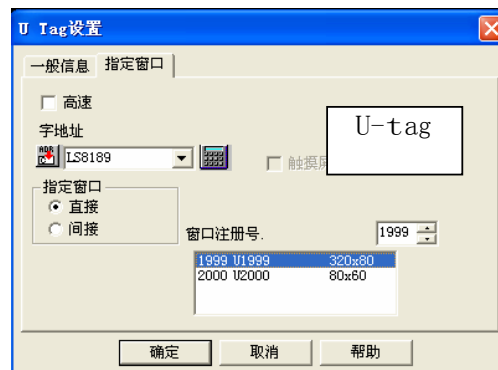 U Tag设置
一般信息 指定窗口
高速
U-tag
字地址
ADR
LS8189
触摸
指定窗口
直接
间接
窗口注册号. 1999
1999 U1999 320x80
2000 U2000 80x60
确定 取消 帮助